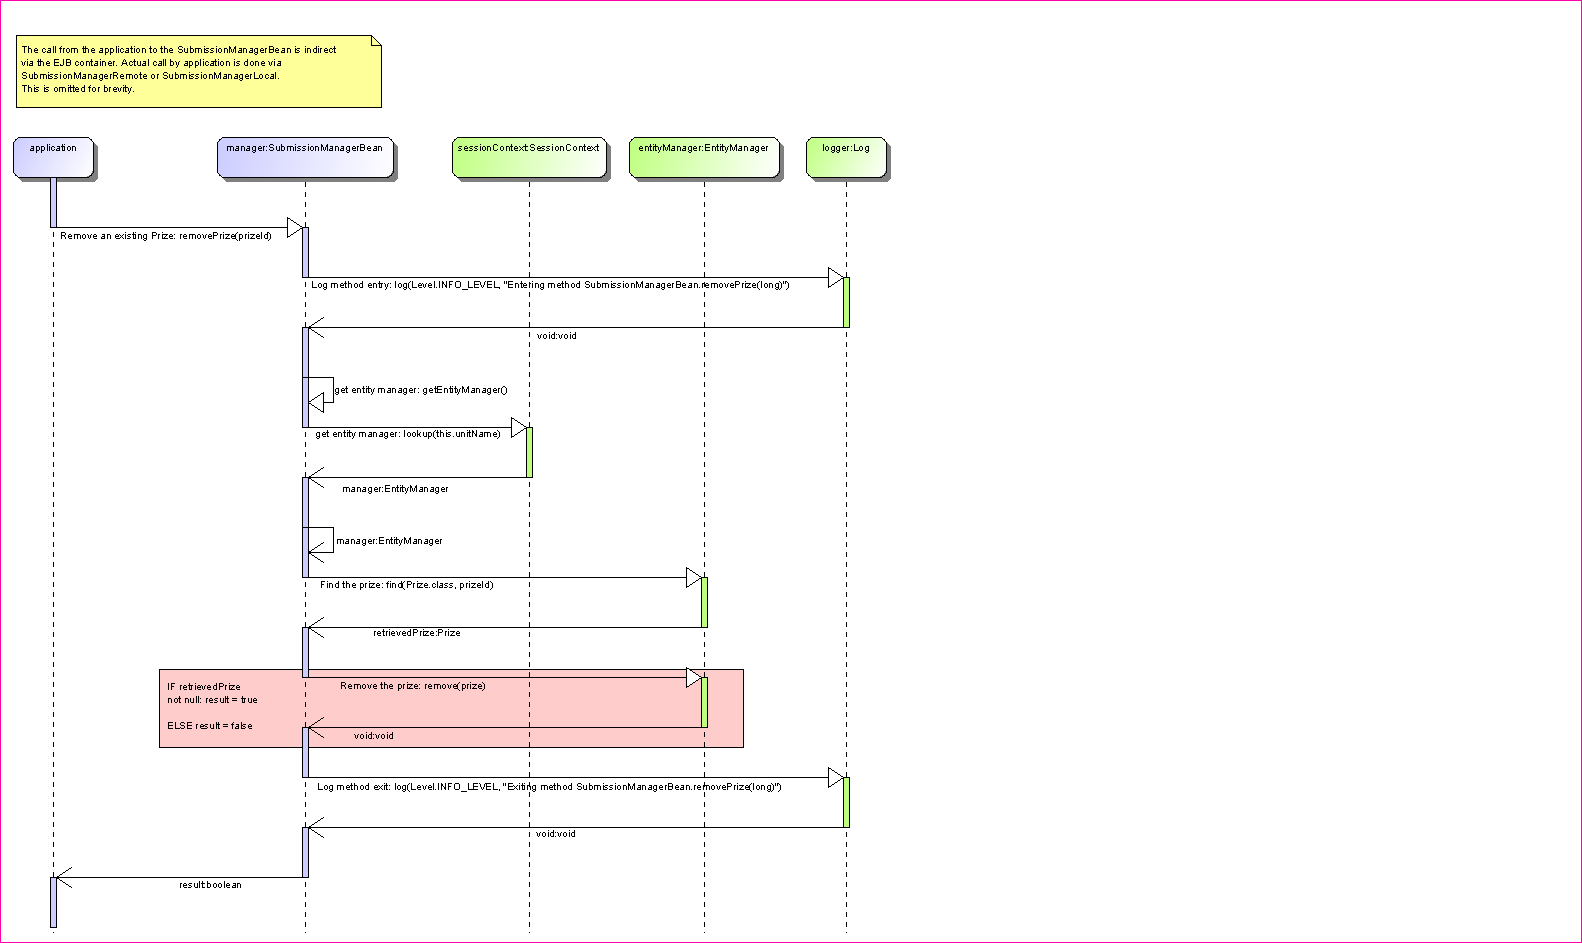 The call from the application to the SubmissionManagerBean is indirect
via the EJB container. Actual call by application is done via
SubmissionManagerRemote or SubmissionManagerLocal.
This is omitted for brevity.
application
manager:SubmissionManagerBean
sessionContext:SessionContext
entityManager:EntityManager
logger:Log
Remove an existing Prize: removePrize(prizeId)
Log method entry: log(Level.INFO_LEVEL, "Entering method SubmissionManagerBean.removePrize(long)")
void:void
get entity manager: getEntityManager()
get entity manager: lookup(this.unitName)
manager:EntityManager
manager:EntityManager
Find the prize: find(Prize.class, prizeId)
retrievedPrize:Prize
IF retrievedPrize
not null: result = true
ELSE result = false
Remove the prize: remove(prize)
void:void
Log method exit: log(Level.INFO_LEVEL, "Exiting method SubmissionManagerBean.removePrize(long)")
void:void
result:boolean